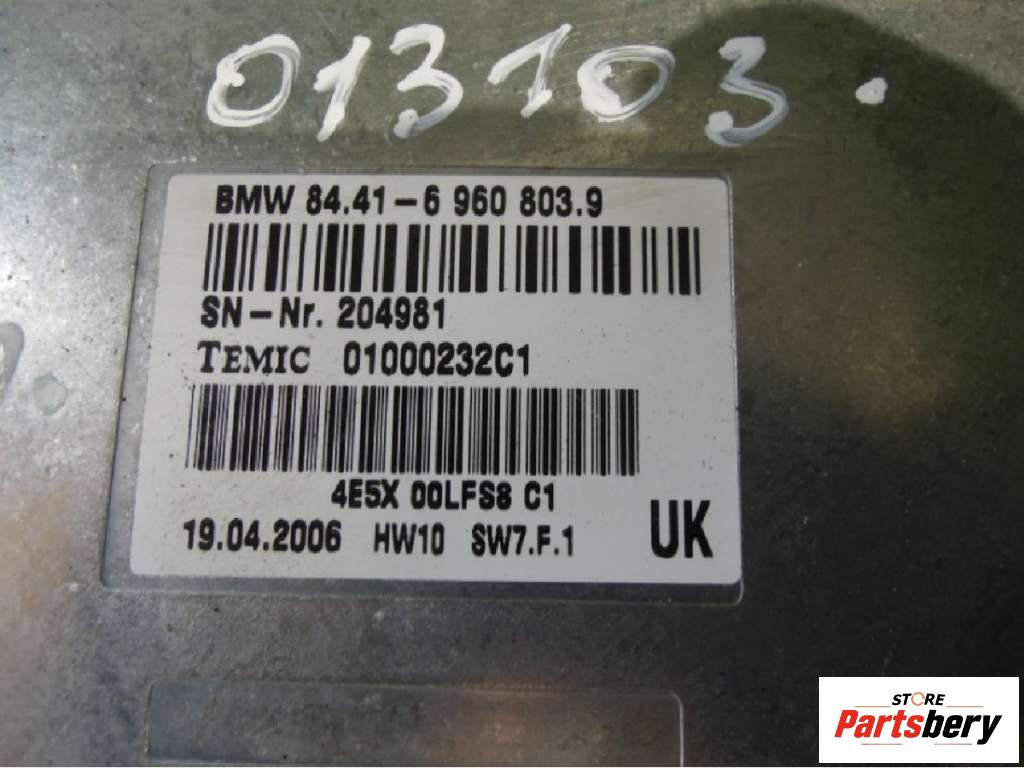 013103.
BMW 84.41-6 960 803.9
SN-Nr. 204981
TEMIC 01000232C1
4E5X 00LFS8 C1
19.04.2006 HW10 SW7.F.1 UK
STORE
Partsbery